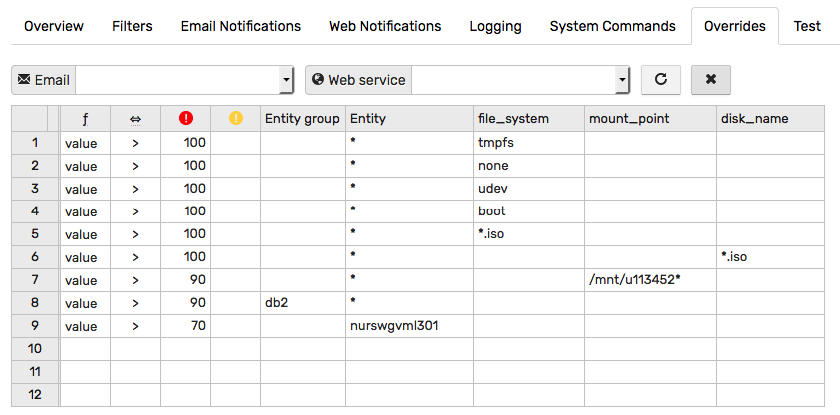 Overview Filters Email Notifications Web Notifications Logging System Commands Overrides Test
Email Web service
ƒ ⇔ Entity group Entity file_system mount_point disk_name
1 value > 100 * tmpfs
2 value > 100 * none
3 value > 100 * udev
4 value > 100 * boot
5 value > 100 * *.iso
6 value > 100 * *.iso
7 value > 90 * /mnt/u113452*
8 value > 90 db2 *
9 value > 70 nurswgvml301
10
11
12